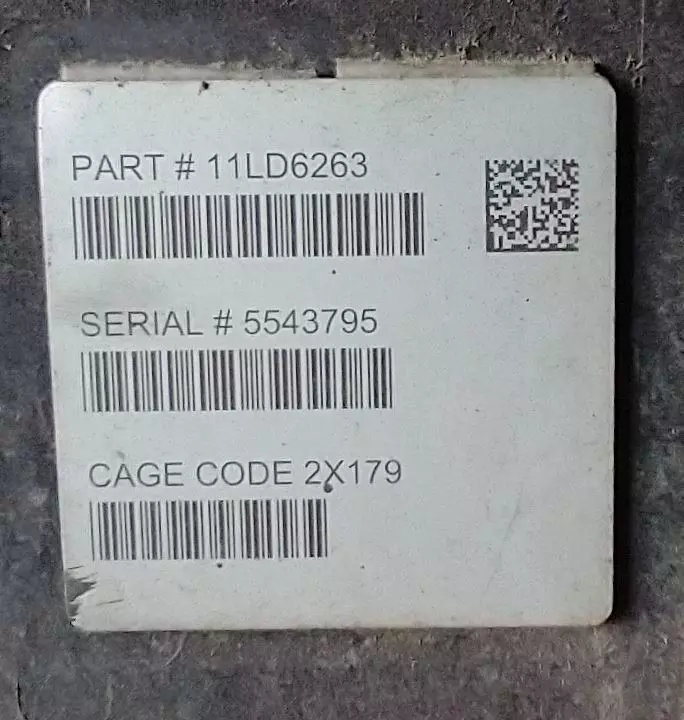 PART # 11LD6263
SERIAL # 5543795
CAGE CODE 2X179